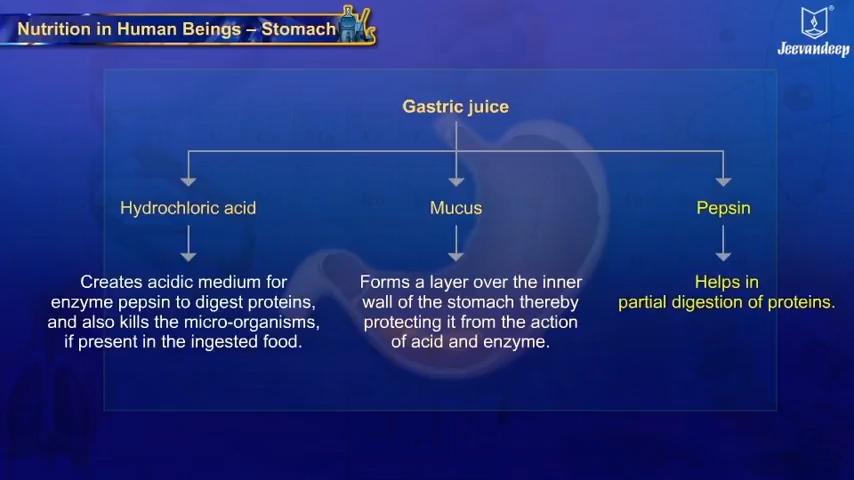 Nutrition in Human Beings – Stomach
Jeevandeep
Gastric juice
Hydrochloric acid
Mucus
Pepsin
Creates acidic medium for
enzyme pepsin to digest proteins,
and also kills the micro-organisms,
if present in the ingested food.
Forms a layer over the inner
wall of the stomach thereby
protecting it from the action
of acid and enzyme.
Helps in
partial digestion of proteins.